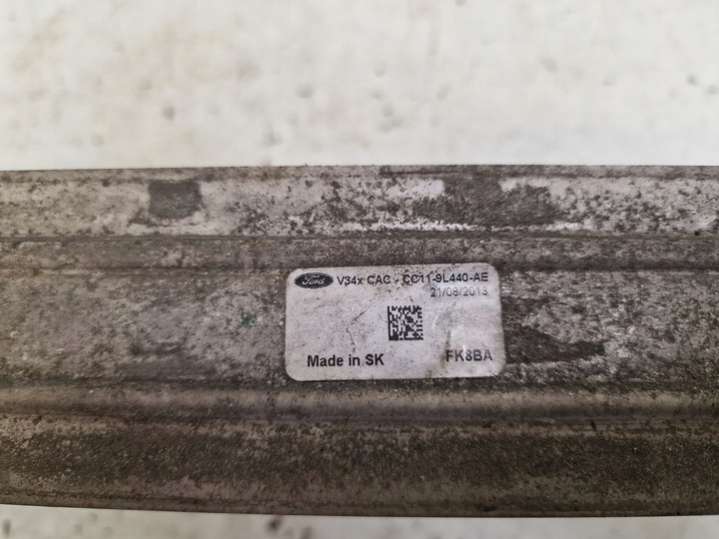 Ford V34x CAC - CC11-9L440-AE
21/08/2013
Made in SK FK8BA